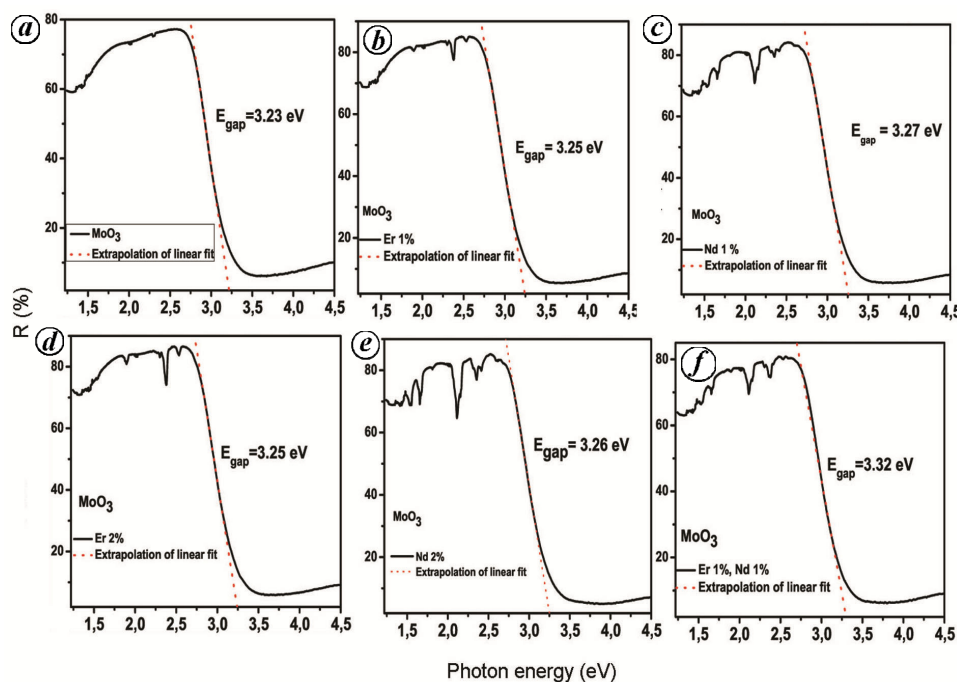 R (%)
a
80
60
40
20
E_gap=3.23 eV
MoO₃
Extrapolation of linear fit
1,5 2,0 2,5 3,0 3,5 4,0 4,5
b
80
60
40
20
E_gap = 3.25 eV
MoO₃
Er 1%
Extrapolation of linear fit
1,5 2,0 2,5 3,0 3,5 4,0 4,5
c
80
60
40
20
E_gap = 3.27 eV
MoO₃
Nd 1 %
Extrapolation of linear fit
1,5 2,0 2,5 3,0 3,5 4,0 4,5
d
80
60
40
20
E_gap =3.25 eV
MoO₃
Er 2%
Extrapolation of linear fit
1,5 2,0 2,5 3,0 3,5 4,0 4,5
e
80
60
40
20
E_gap = 3.26 eV
MoO₃
Nd 2%
Extrapolation of linear fit
1,5 2,0 2,5 3,0 3,5 4,0 4,5
f
80
60
40
20
E_gap =3.32 eV
MoO₃
Er 1%, Nd 1%
Extrapolation of linear fit
1,5 2,0 2,5 3,0 3,5 4,0 4,5
Photon energy (eV)